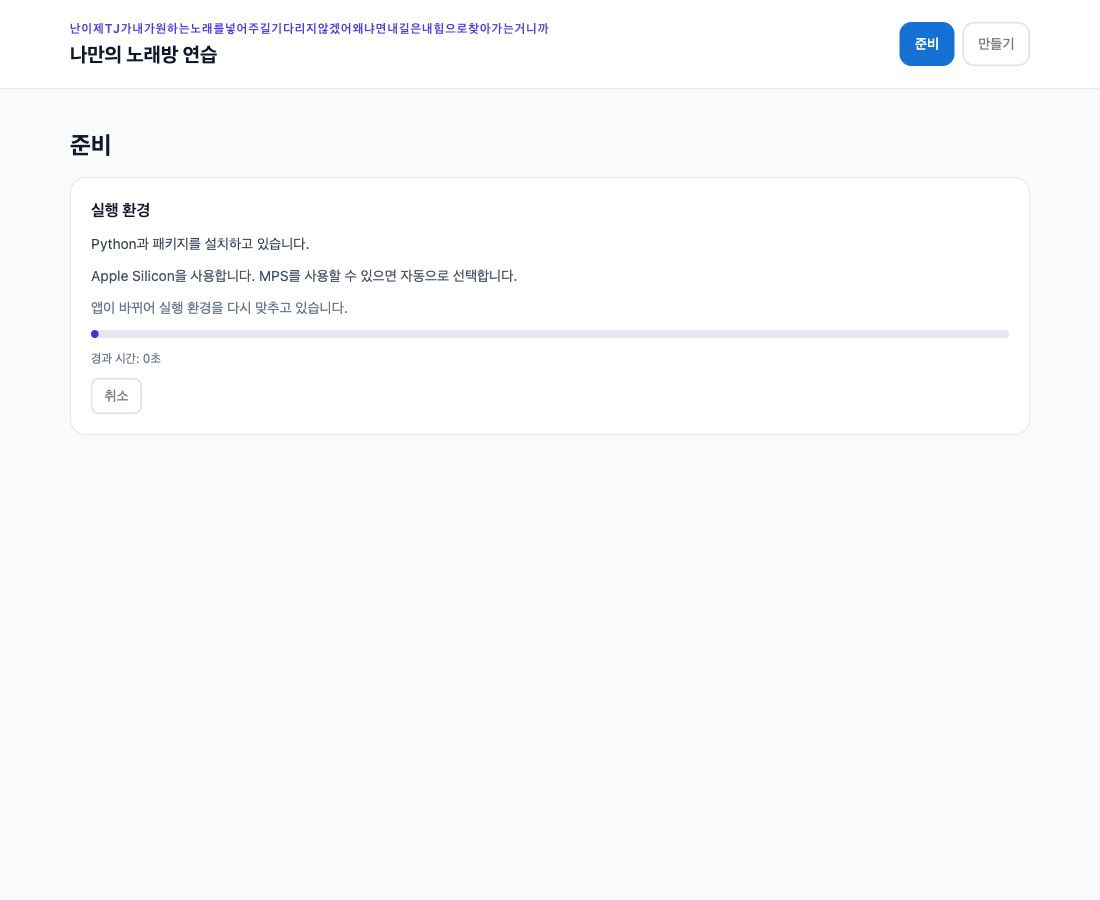 난이제TJ가내가원하는노래를넣어주길기다리지않겠어왜냐면내길은내힘으로찾아가는거니까
나만의 노래방 연습
준비
만들기
준비
실행 환경
Python과 패키지를 설치하고 있습니다.
Apple Silicon을 사용합니다. MPS를 사용할 수 있으면 자동으로 선택합니다.
앱이 바뀌어 실행 환경을 다시 맞추고 있습니다.
경과 시간: 0초
취소